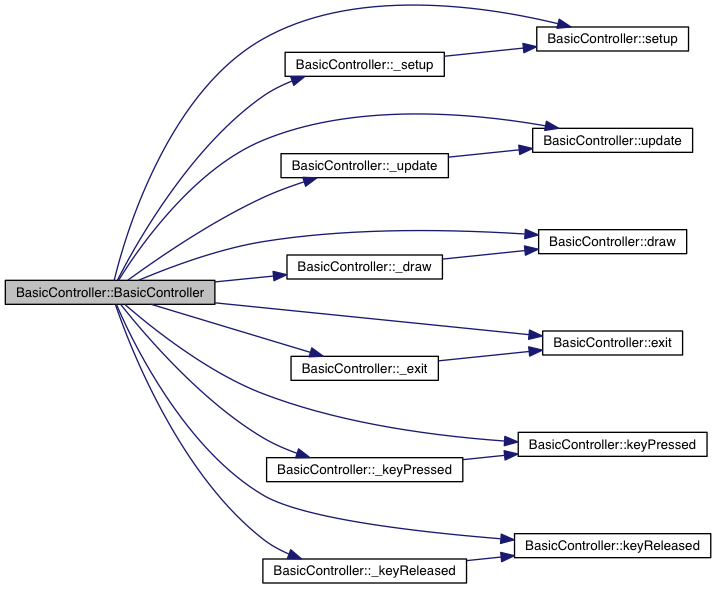 BasicController::setup
BasicController::_setup
BasicController::update
BasicController::_update
BasicController::draw
BasicController::_draw
BasicController::BasicController
BasicController::exit
BasicController::_exit
BasicController::keyPressed
BasicController::_keyPressed
BasicController::keyReleased
BasicController::_keyReleased